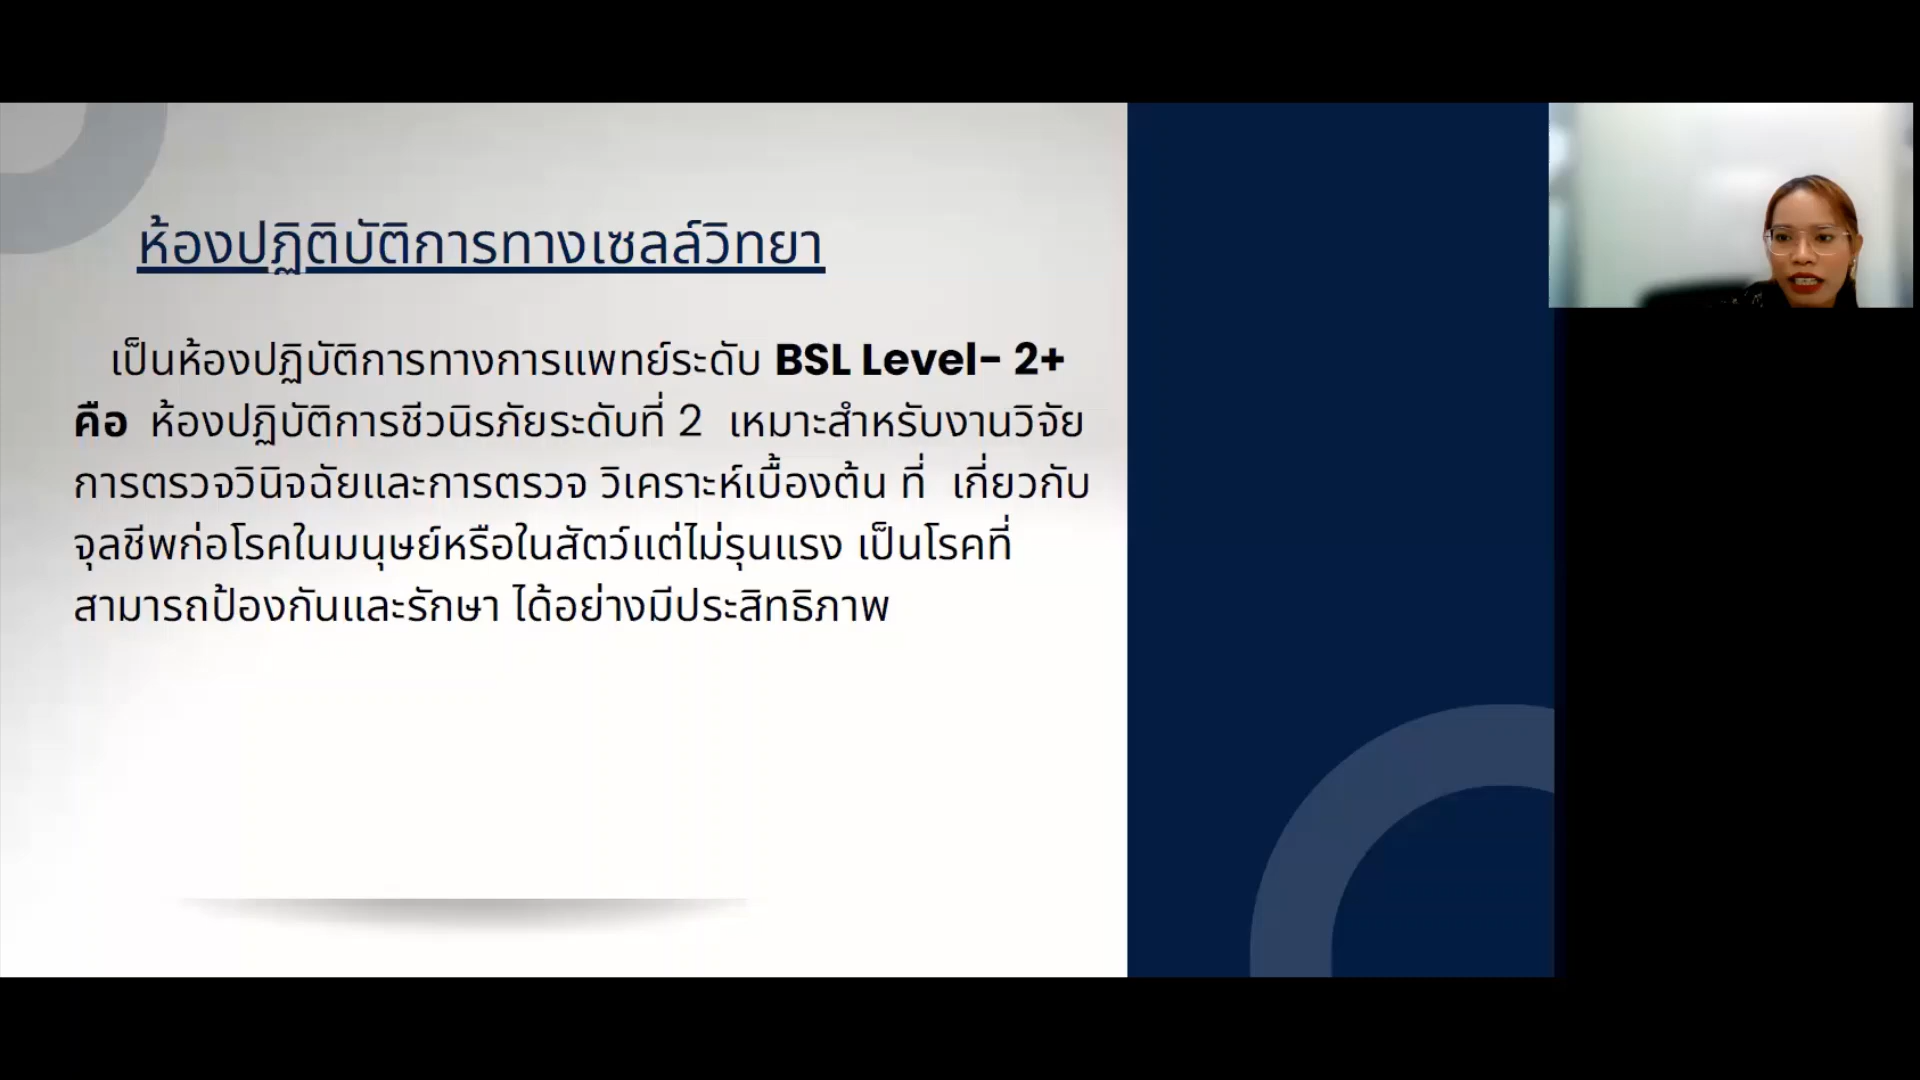 ห้องปฏิติบัติการทางเซลล์วิทยา
เป็นห้องปฏิบัติการทางการแพทย์ระดับ BSL Level- 2+
คือ ห้องปฏิบัติการชีวนิรภัยระดับที่ 2 เหมาะสำหรับงานวิจัย
การตรวจวินิจฉัยและการตรวจ วิเคราะห์เบื้องต้น ที่ เกี่ยวกับ
จุลชีพก่อโรคในมนุษย์หรือในสัตว์แต่ไม่รุนแรง เป็นโรคที่
สามารถป้องกันและรักษา ได้อย่างมีประสิทธิภาพ